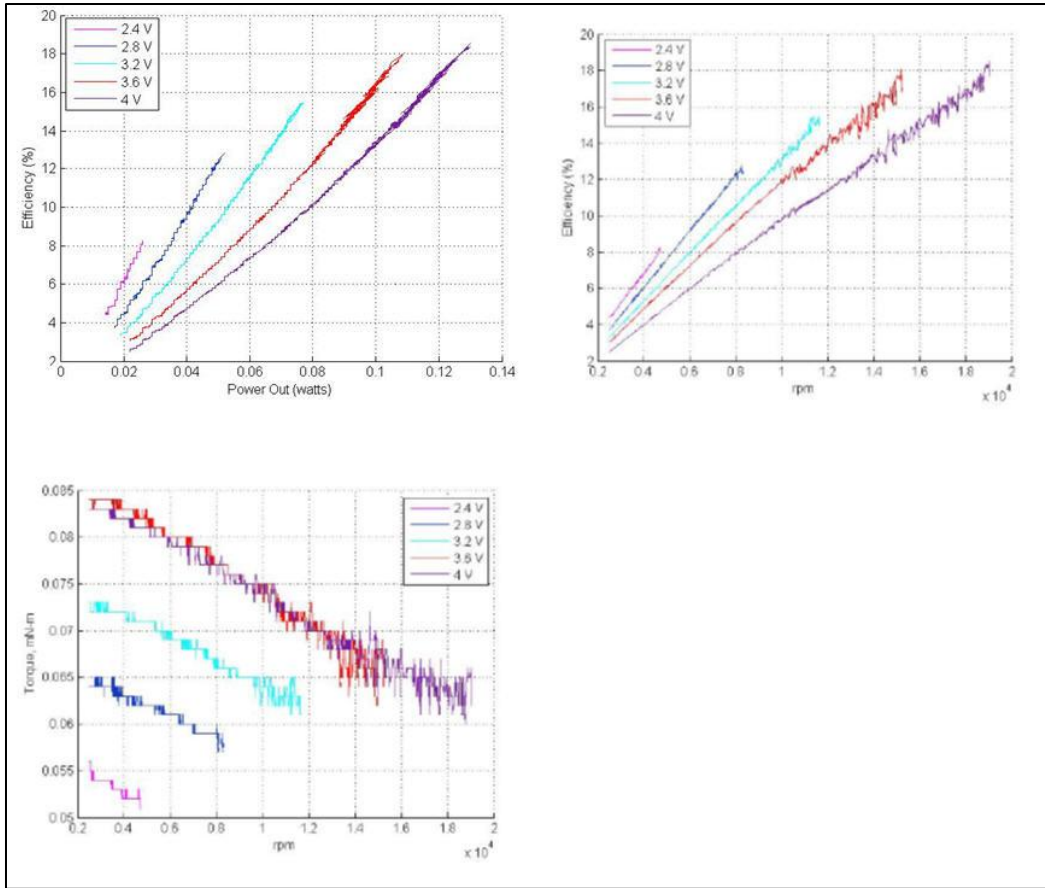 20
18
16
14
12
10
8
6
4
2
Efficiency (%)
2.4 V
2.8 V
3.2 V
3.6 V
4 V
0 0.02 0.04 0.06 0.08 0.1 0.12 0.14
Power Out (watts)
20
18
16
14
12
10
8
6
4
2
Efficiency (%)
2.4 V
2.8 V
3.2 V
3.6 V
4 V
0.2 0.4 0.6 0.8 1 1.2 1.4 1.6 1.8 2
rpm
x 10⁴
0.085
0.08
0.075
0.07
0.065
0.06
0.055
0.05
Torque, mN-m
2.4 V
2.8 V
3.2 V
3.6 V
4 V
0.2 0.4 0.6 0.8 1 1.2 1.4 1.6 1.8 2
rpm
x 10⁴